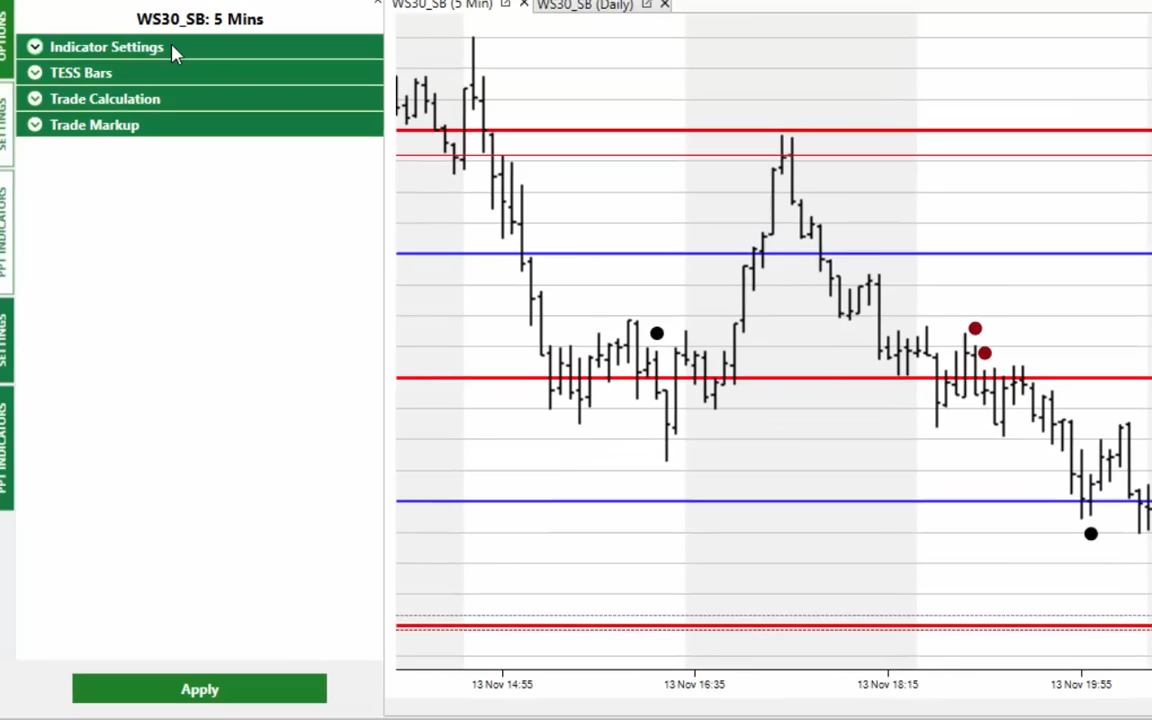 WS30_SB (5 Min)
WS30_SB (Daily)
WS30_SB: 5 Mins
Indicator Settings
TESS Bars
Trade Calculation
Trade Markup
OPTIONS
SETTINGS
PPT INDICATORS
SETTINGS
PPT INDICATORS
Apply
13 Nov 14:55
13 Nov 16:35
13 Nov 18:15
13 Nov 19:55